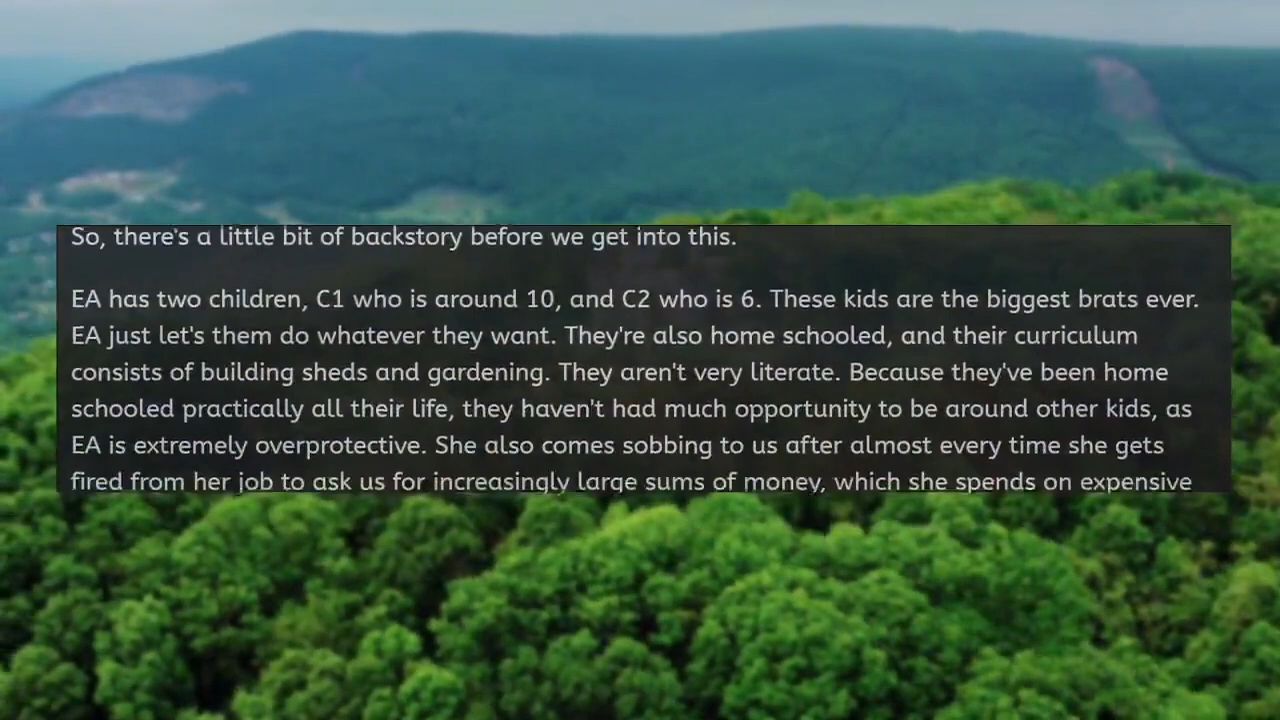 So, there's a little bit of backstory before we get into this.
EA has two children, C1 who is around 10, and C2 who is 6. These kids are the biggest brats ever.
EA just let's them do whatever they want. They're also home schooled, and their curriculum
consists of building sheds and gardening. They aren't very literate. Because they've been home
schooled practically all their life, they haven't had much opportunity to be around other kids, as
EA is extremely overprotective. She also comes sobbing to us after almost every time she gets
fired from her job to ask us for increasingly large sums of money, which she spends on expensive